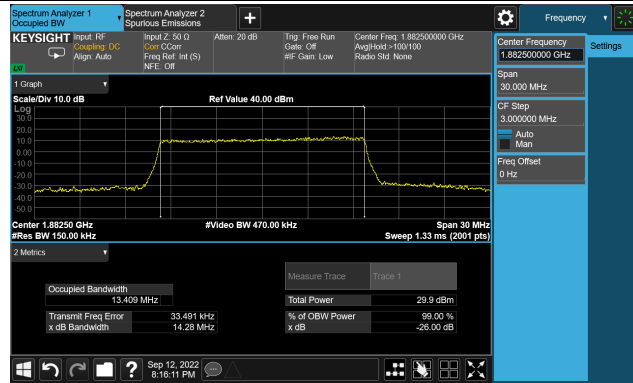 Spectrum Analyzer 1
Occupied BW
Spectrum Analyzer 2
Spurious Emissions
Frequency
KEYSIGHT
Input: RF
Coupling: DC
Align: Auto
Input Z: 50 Ω
Corr CCorr
Freq Ref: Int (S)
NFE: Off
Atten: 20 dB
Trig: Free Run
Gate: Off
#IF Gain: Low
Center Freq: 1.882500000 GHz
Avg|Hold:>100/100
Radio Std: None
Center Frequency
1.882500000 GHz
Settings
Span
30.000 MHz
CF Step
3.000000 MHz
Auto
Man
Freq Offset
0 Hz
1 Graph
Scale/Div 10.0 dB
Ref Value 40.00 dBm
Log
30.0
20.0
10.0
0.00
-10.0
-20.0
-30.0
-40.0
-50.0
Center 1.88250 GHz
#Video BW 470.00 kHz
Span 30 MHz
#Res BW 150.00 kHz
Sweep 1.33 ms (2001 pts)
2 Metrics
Measure Trace
Trace 1
Occupied Bandwidth
13.409 MHz
Total Power
29.9 dBm
Transmit Freq Error
33.491 kHz
% of OBW Power
99.00 %
x dB Bandwidth
14.28 MHz
x dB
-26.00 dB
Sep 12, 2022
8:16:11 PM